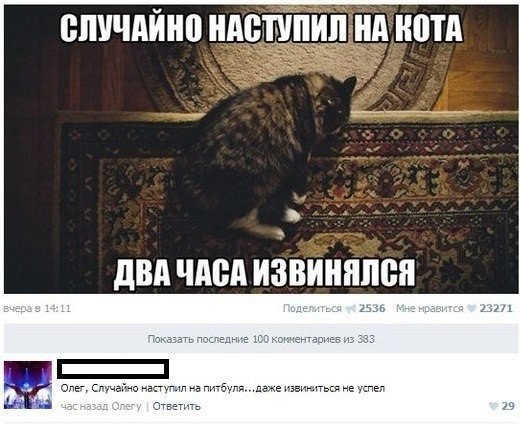 СЛУЧАЙНО НАСТУПИЛ НА КОТА
ДВА ЧАСА ИЗВИНЯЛСЯ
вчера в 14:11
Поделиться 2536 Мне нравится 23271
Показать последние 100 комментариев из 383
Олег, Случайно наступил на питбуля...даже извиниться не успел
час назад Олегу | Ответить
29